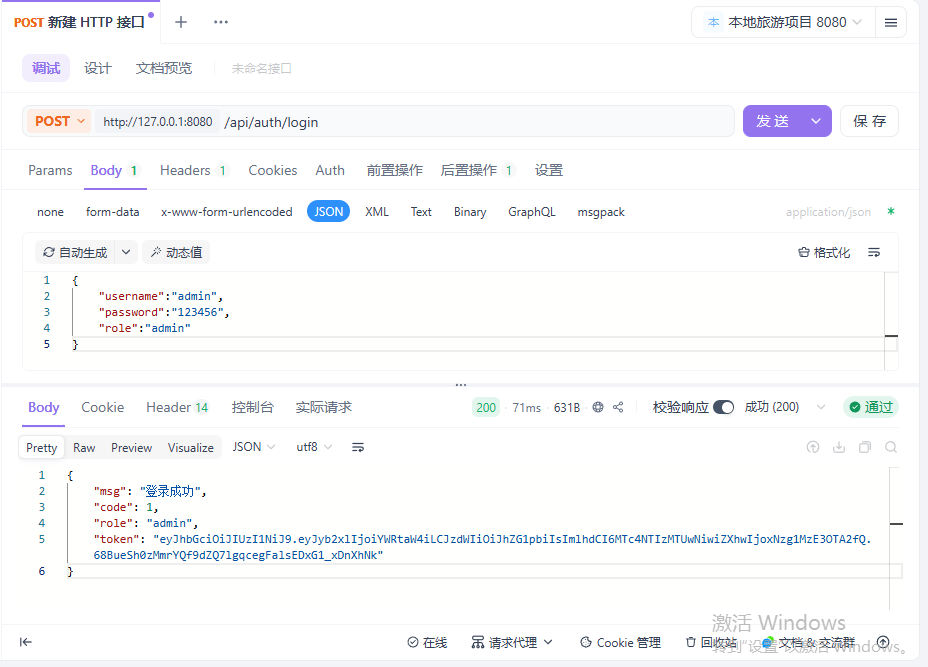 POST 新建 HTTP 接口
本地旅游项目 8080
调试 设计 文档预览 未命名接口
POST http://127.0.0.1:8080 /api/auth/login 发 送 保 存
Params Body 1 Headers 1 Cookies Auth 前置操作 后置操作 1 设置
none form-data x-www-form-urlencoded JSON XML Text Binary GraphQL msgpack application/json *
自动生成 动态值 格式化
1 {
2 "username":"admin",
3 "password":"123456",
4 "role":"admin"
5 }
Body Cookie Header 14 控制台 实际请求 200 · 71ms · 631B 校验响应 成功 (200) 通过
Pretty Raw Preview Visualize JSON utf8
1 {
2 "msg": "登录成功",
3 "code": 1,
4 "role": "admin",
5 "token": "eyJhbGciOiJIUzI1NiJ9.eyJyb2xlIjoiYWRtaW4iLCJzdWIiOiJhZG1pbiIsImlhdCI6MTc4NTIzMTUwNiwiZXhwIjoxNzg1MzE3OTA2fQ.
68BueSh0zMmrYQf9dZQ7lgqcegFalsEDxG1_xDnXhNk"
6 }
激活 Windows
转到"设置"以激活 Windows。
在线 请求代理 Cookie 管理 回收站 文档 & 交流群